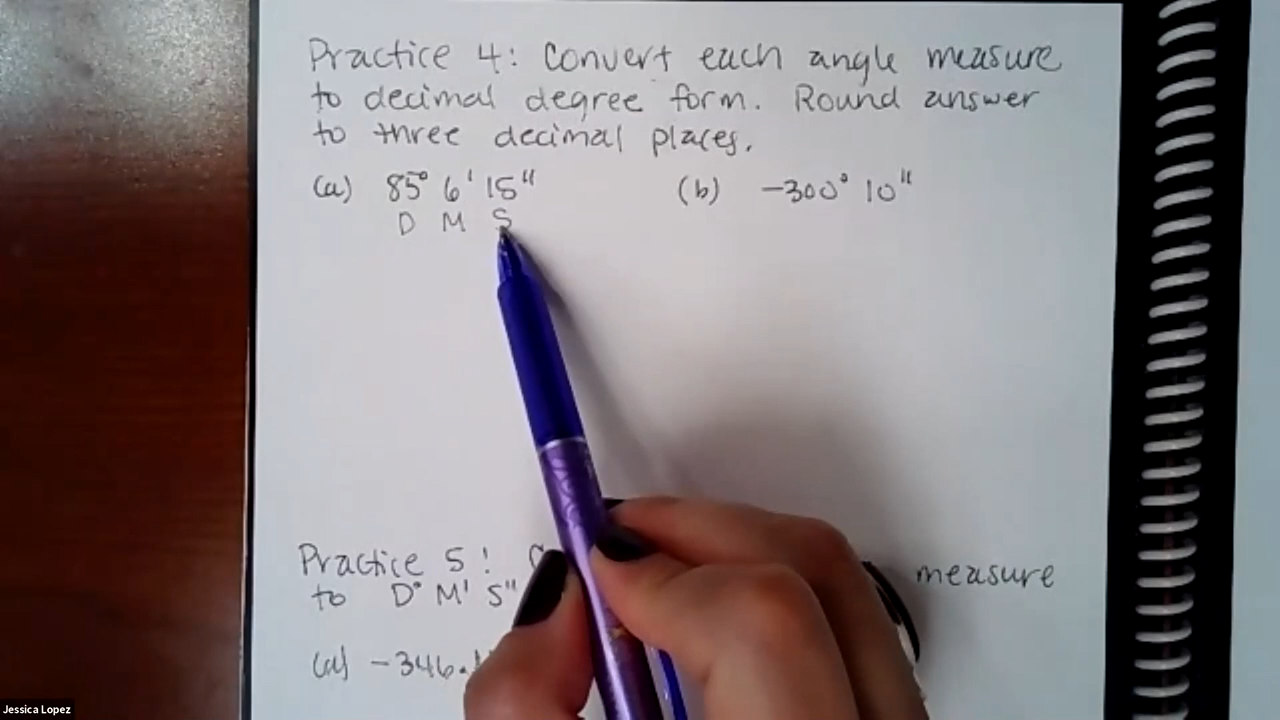 Practice 4: Convert each angle measure
to decimal degree form. Round answer
to three decimal places.
(a) 85° 6' 15" (b) -300° 10"
D M S
Practice 5: measure
to D° M' S"
(a) -346.
Jessica Lopez